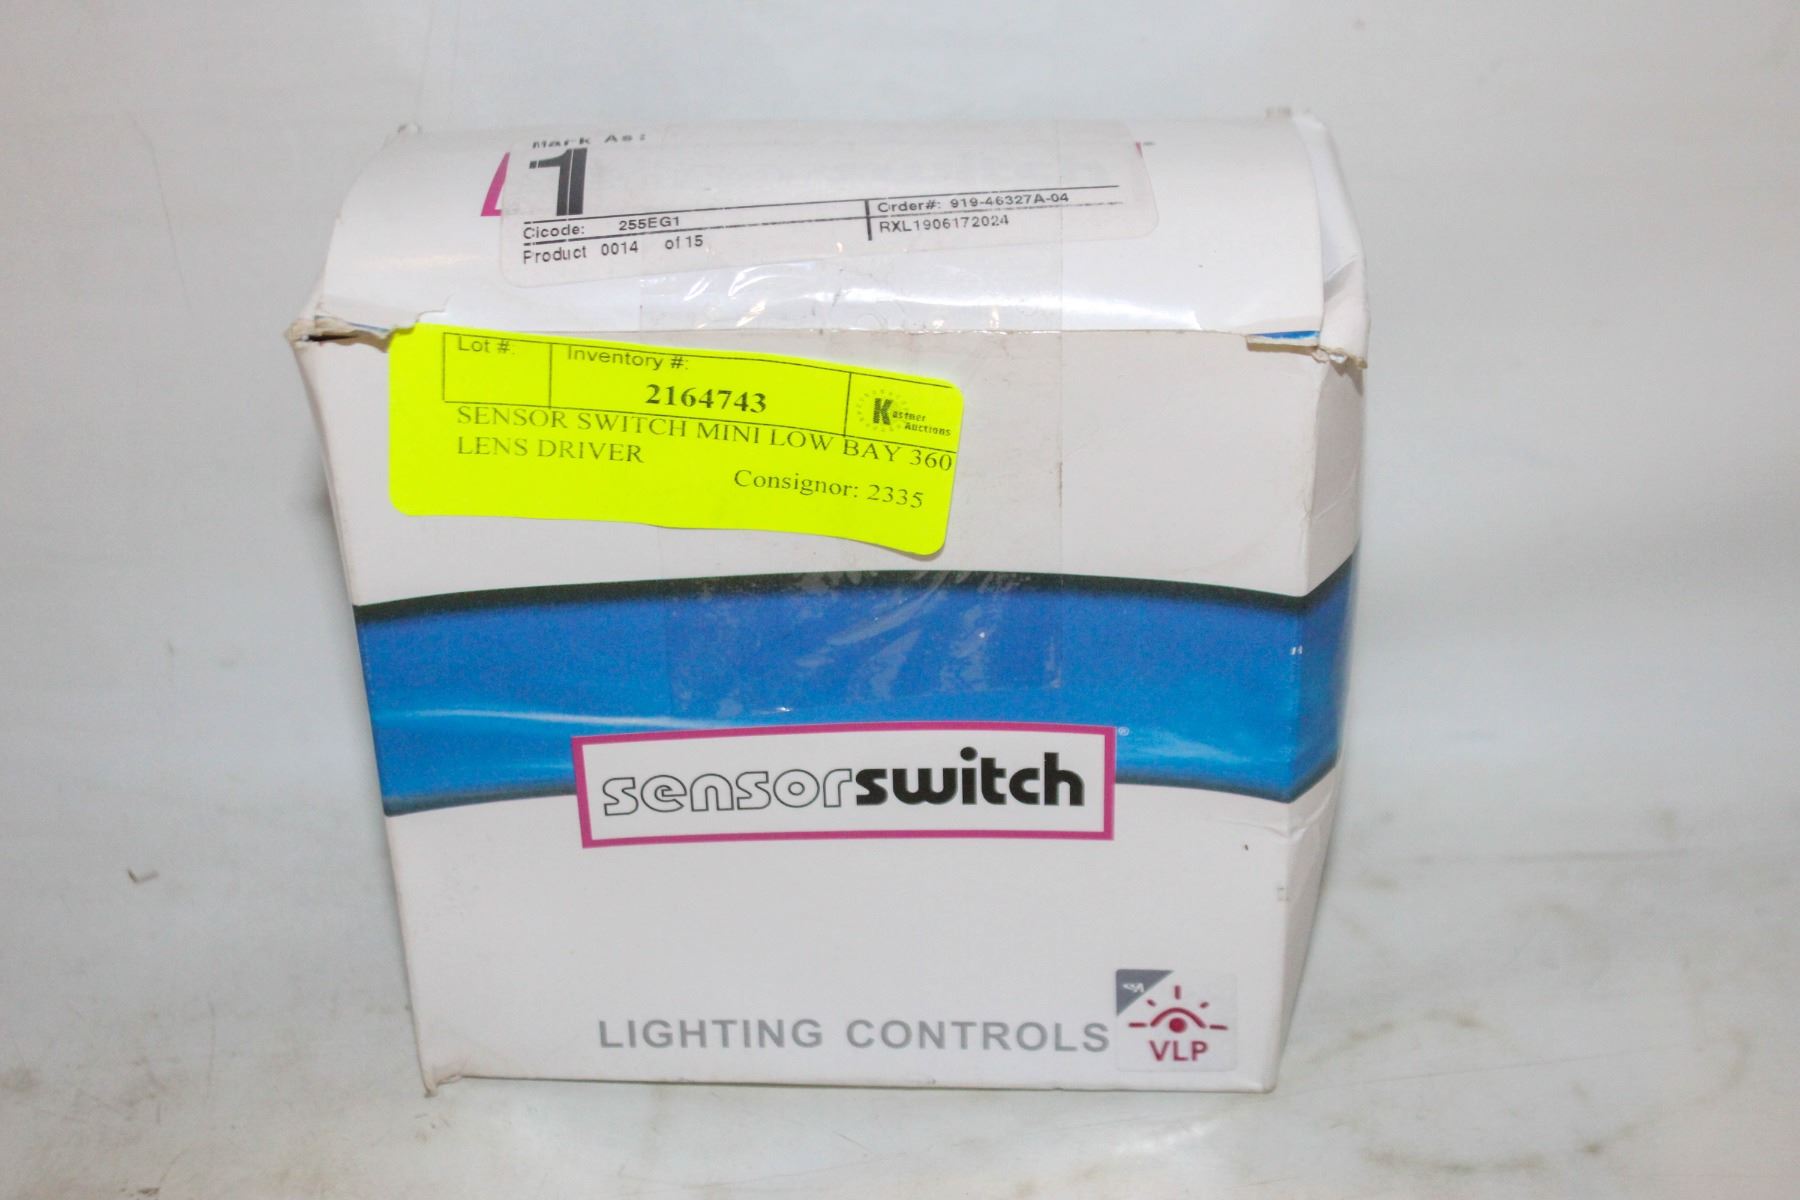 Mark As:
1
Cicode: 255EG1
Order#: 919-46327A-04
Product 0014 of 15
RXL1906172024
Lot #:
Inventory #:
2164743
Kastner Auctions
SENSOR SWITCH MINI LOW BAY 360
LENS DRIVER
Consignor: 2335
sensorswitch®
LIGHTING CONTROLS
VLP